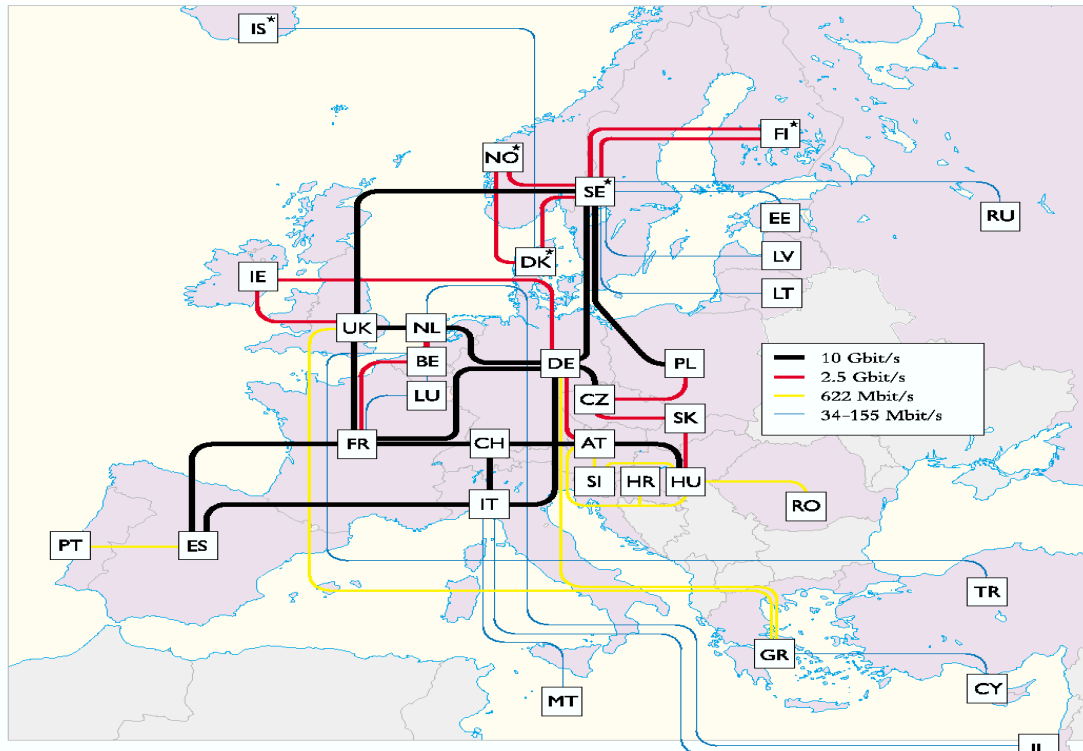 IS*
FI*
NO*
SE*
EE
RU
DK*
LV
IE
LT
UK
NL
BE
DE
PL
10 Gbit/s
2.5 Gbit/s
622 Mbit/s
34–155 Mbit/s
LU
CZ
SK
FR
CH
AT
SI
HR
HU
IT
RO
PT
ES
TR
GR
CY
MT